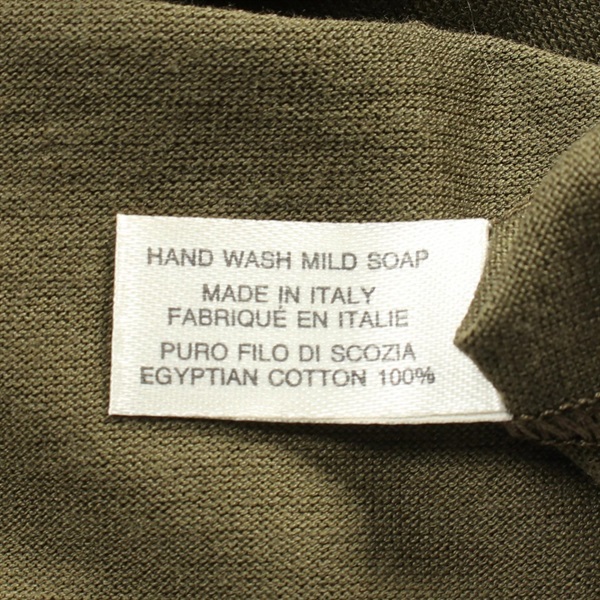 HAND WASH MILD SOAP
MADE IN ITALY
FABRIQUÉ EN ITALIE
PURO FILO DI SCOZIA
EGYPTIAN COTTON 100%